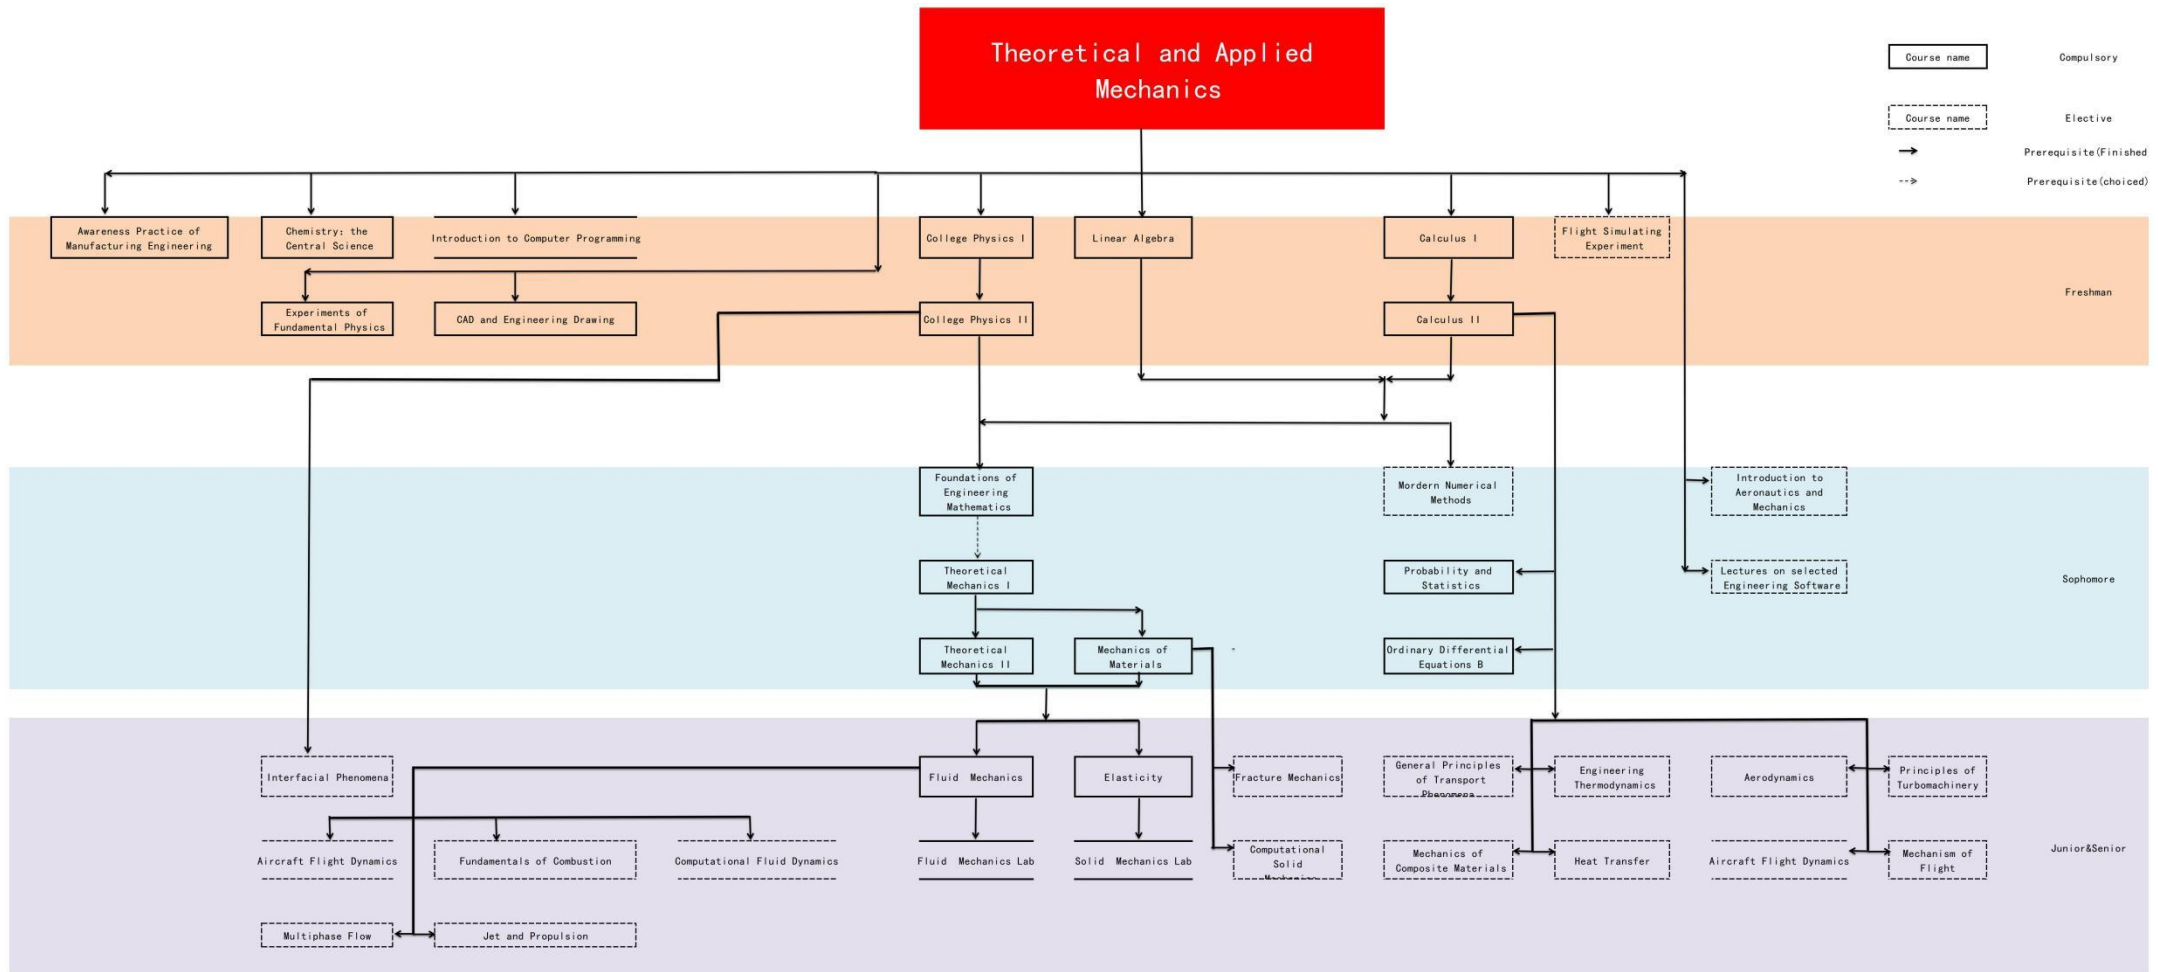 Theoretical and Applied
Mechanics
Course name
Compulsory
Course name
Elective
Prerequisite(Finished
Prerequisite(choiced)
Awareness Practice of
Manufacturing Engineering
Chemistry: the
Central Science
Introduction to Computer Programming
College Physics I
Linear Algebra
Calculus I
Flight Simulating
Experiment
Freshman
Experiments of
Fundamental Physics
CAD and Engineering Drawing
College Physics II
Calculus II
Foundations of
Engineering
Mathematics
Mordern Numerical
Methods
Introduction to
Aeronautics and
Mechanics
Theoretical
Mechanics I
Probability and
Statistics
Lectures on selected
Engineering Software
Sophomore
Theoretical
Mechanics II
Mechanics of
Materials
-
Ordinary Differential
Equations B
Interfacial Phenomena
Fluid Mechanics
Elasticity
Fracture Mechanics
General Principles
of Transport
Phenomena
Engineering
Thermodynamics
Aerodynamics
Principles of
Turbomachinery
Aircraft Flight Dynamics
Fundamentals of Combustion
Computational Fluid Dynamics
Fluid Mechanics Lab
Solid Mechanics Lab
Computational
Solid
Mechanics
Mechanics of
Composite Materials
Heat Transfer
Aircraft Flight Dynamics
Mechanism of
Flight
Junior&Senior
Multiphase Flow
Jet and Propulsion